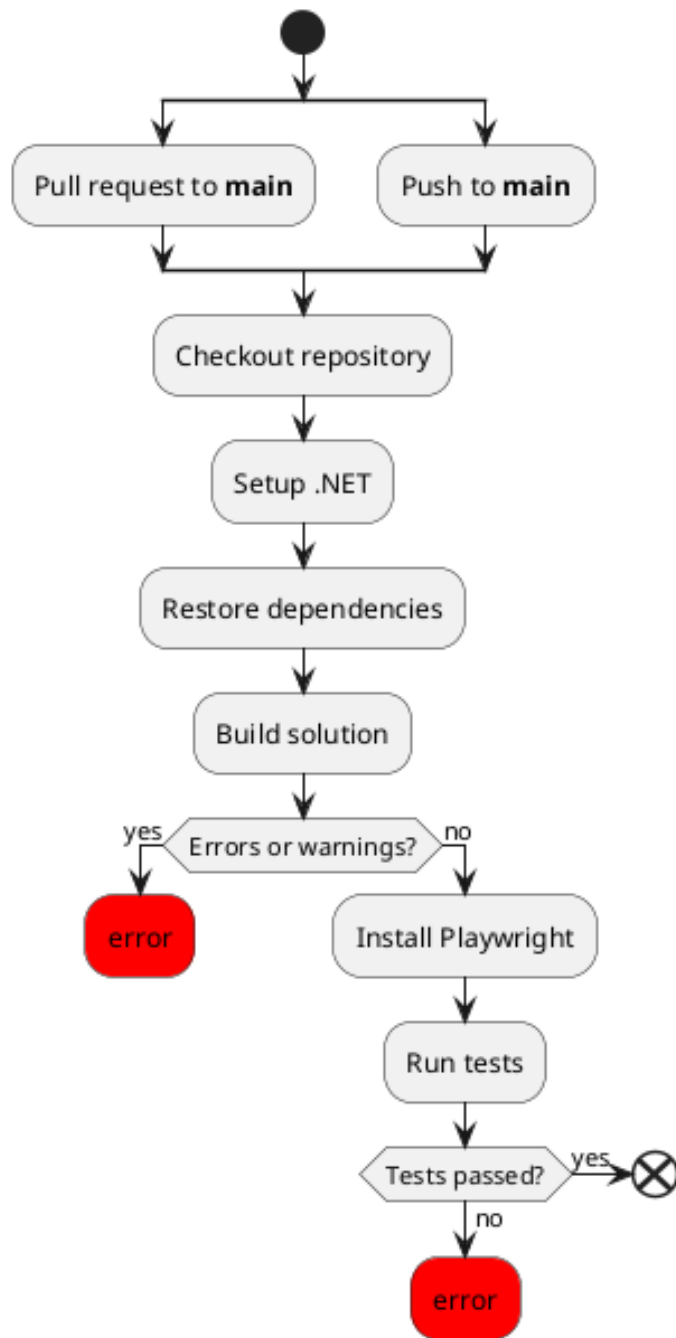 Pull request to main
Push to main
Checkout repository
Setup .NET
Restore dependencies
Build solution
yes
Errors or warnings?
no
error
Install Playwright
Run tests
Tests passed?
yes
no
error